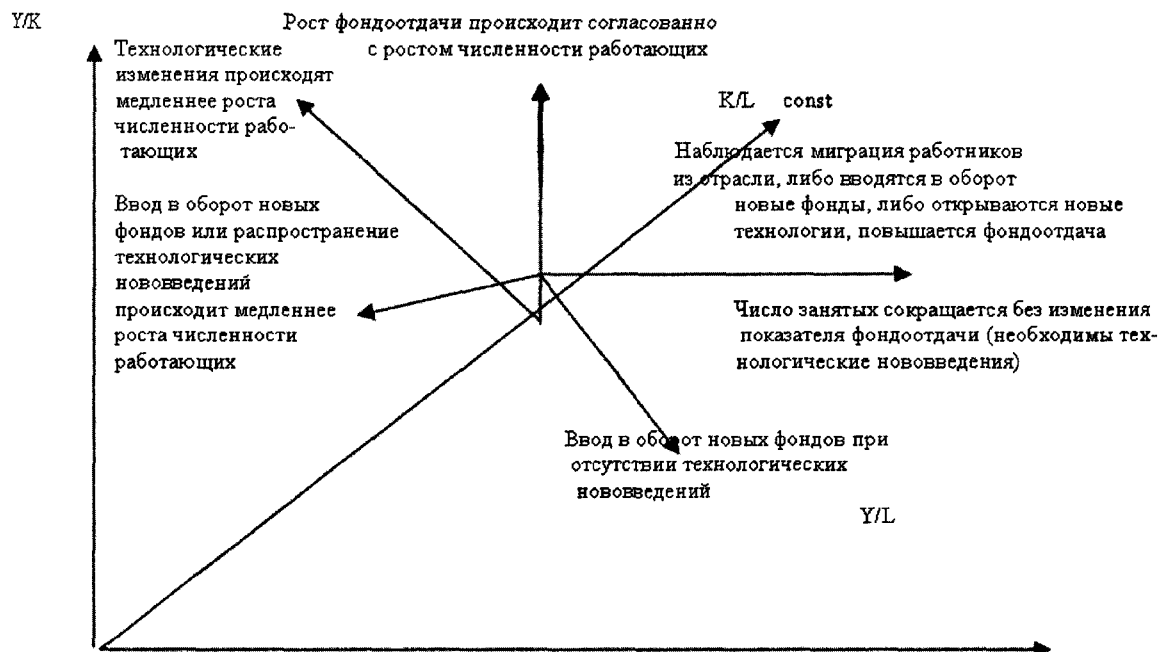 Y/K
Рост фондоотдачи происходит согласованно
с ростом численности работающих
Технологические
изменения происходят
медленнее роста
численности рабо-
тающих
K/L const
Наблюдается миграция работников
из отрасли, либо вводятся в оборот
новые фонды, либо открываются новые
технологии, повышается фондоотдача
Ввод в оборот новых
фондов или распространение
технологических
нововведений
происходит медленнее
роста численности
работающих
Число занятых сокращается без изменения
показателя фондоотдачи (необходимы тех-
нологические нововведения)
Ввод в оборот новых фондов при
отсутствии технологических
нововведений
Y/L